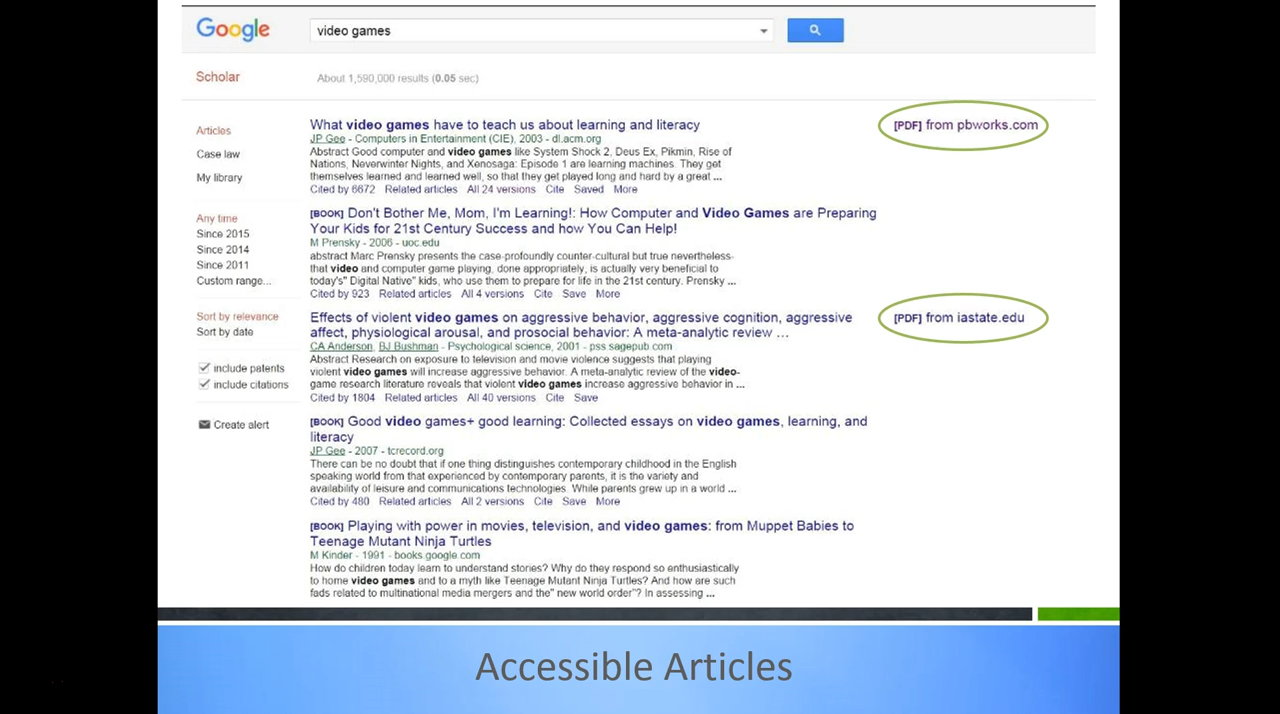 Google
video games
Scholar
About 1,590,000 results (0.05 sec)
Articles
Case law
My library
Any time
Since 2015
Since 2014
Since 2011
Custom range...
Sort by relevance
Sort by date
include patents
include citations
Create alert
What video games have to teach us about learning and literacy
JP Gee - Computers in Entertainment (CIE), 2003 - dl.acm.org
Abstract Good computer and video games like System Shock 2, Deus Ex, Pikmin, Rise of
Nations, Neverwinter Nights, and Xenosaga: Episode 1 are learning machines. They get
themselves learned and learned well, so that they get played long and hard by a great ...
Cited by 6672 Related articles All 24 versions Cite Saved More
[PDF] from pbworks.com
[BOOK] Don't Bother Me, Mom, I'm Learning!: How Computer and Video Games are Preparing
Your Kids for 21st Century Success and how You Can Help!
M Prensky - 2006 - uoc.edu
abstract Marc Prensky presents the case-profoundly counter-cultural but true nevertheless-
that video and computer game playing, done appropriately, is actually very beneficial to
today's" Digital Native" kids, who use them to prepare for life in the 21st century. Prensky ...
Cited by 923 Related articles All 4 versions Cite Save More
Effects of violent video games on aggressive behavior, aggressive cognition, aggressive
affect, physiological arousal, and prosocial behavior: A meta-analytic review ...
CA Anderson, BJ Bushman - Psychological science, 2001 - pss.sagepub.com
Abstract Research on exposure to television and movie violence suggests that playing
violent video games will increase aggressive behavior. A meta-analytic review of the video-
game research literature reveals that violent video games increase aggressive behavior in ...
Cited by 1804 Related articles All 40 versions Cite Save
[PDF] from iastate.edu
[BOOK] Good video games+ good learning: Collected essays on video games, learning, and
literacy
JP Gee - 2007 - tcrecord.org
There can be no doubt that if one thing distinguishes contemporary childhood in the English
speaking world from that experienced by contemporary parents, it is the variety and
availability of leisure and communications technologies. While parents grew up in a world ...
Cited by 480 Related articles All 2 versions Cite Save More
[BOOK] Playing with power in movies, television, and video games: from Muppet Babies to
Teenage Mutant Ninja Turtles
M Kinder - 1991 - books.google.com
How do children today learn to understand stories? Why do they respond so enthusiastically
to home video games and to a myth like Teenage Mutant Ninja Turtles? And how are such
fads related to multinational media mergers and the" new world order"? In assessing ...
Accessible Articles